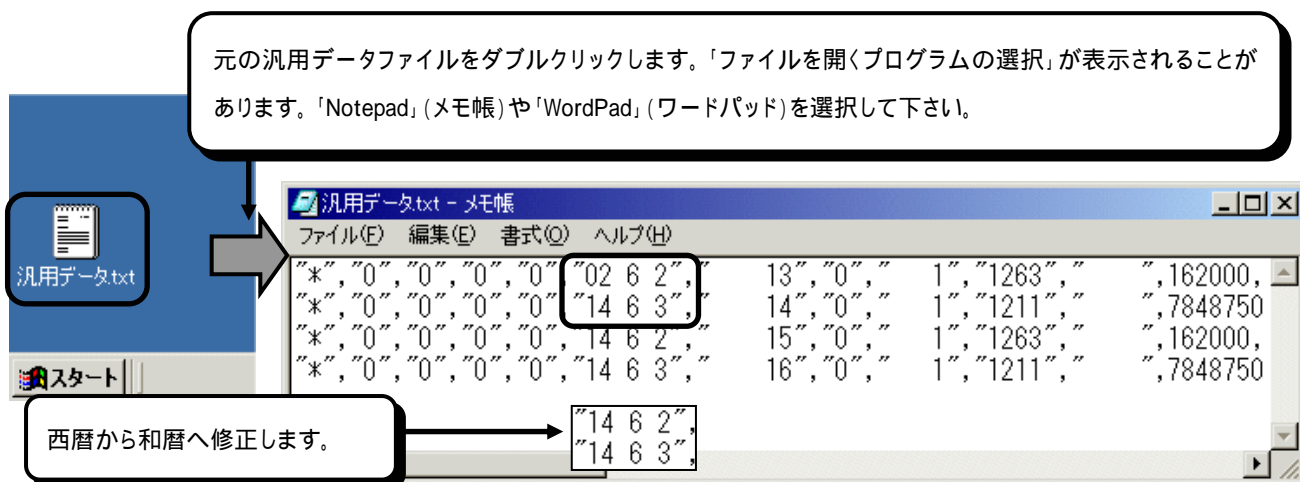 元の汎用データファイルをダブルクリックします。「ファイルを開くプログラムの選択」が表示されることが
あります。「Notepad」(メモ帳)や「WordPad」(ワードパッド)を選択して下さい。
汎用データ.txt
スタート
汎用データ.txt - メモ帳
ファイル(F) 編集(E) 書式(O) ヘルプ(H)
"*","0","0","0","0","02 6 2","      13","0","    1","1263","    ",162000,
"*","0","0","0","0","14 6 3","      14","0","    1","1211","    ",7848750
"*","0","0","0","0","14 6 2","      15","0","    1","1263","    ",162000,
"*","0","0","0","0","14 6 3","      16","0","    1","1211","    ",7848750
西暦から和暦へ修正します。
"14 6 2",
"14 6 3",